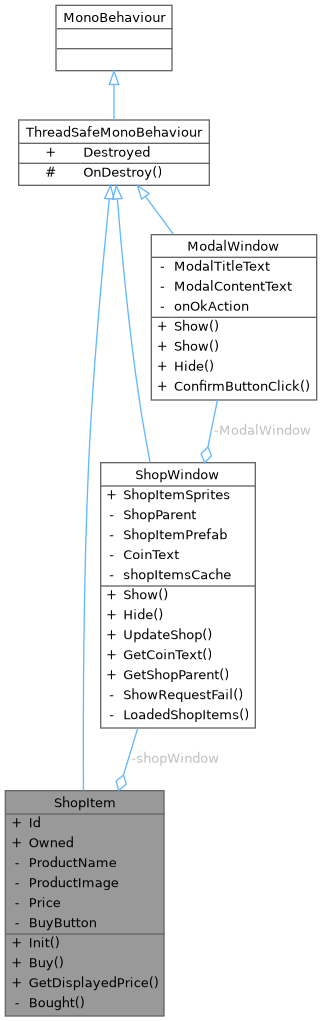 MonoBehaviour
ThreadSafeMonoBehaviour
+ Destroyed
# OnDestroy()
ModalWindow
- ModalTitleText
- ModalContentText
- onOkAction
+ Show()
+ Show()
+ Hide()
+ ConfirmButtonClick()
-ModalWindow
ShopWindow
+ ShopItemSprites
- ShopParent
- ShopItemPrefab
- CoinText
- shopItemsCache
+ Show()
+ Hide()
+ UpdateShop()
+ GetCoinText()
+ GetShopParent()
- ShowRequestFail()
- LoadedShopItems()
-shopWindow
ShopItem
+ Id
+ Owned
- ProductName
- ProductImage
- Price
- BuyButton
+ Init()
+ Buy()
+ GetDisplayedPrice()
- Bought()